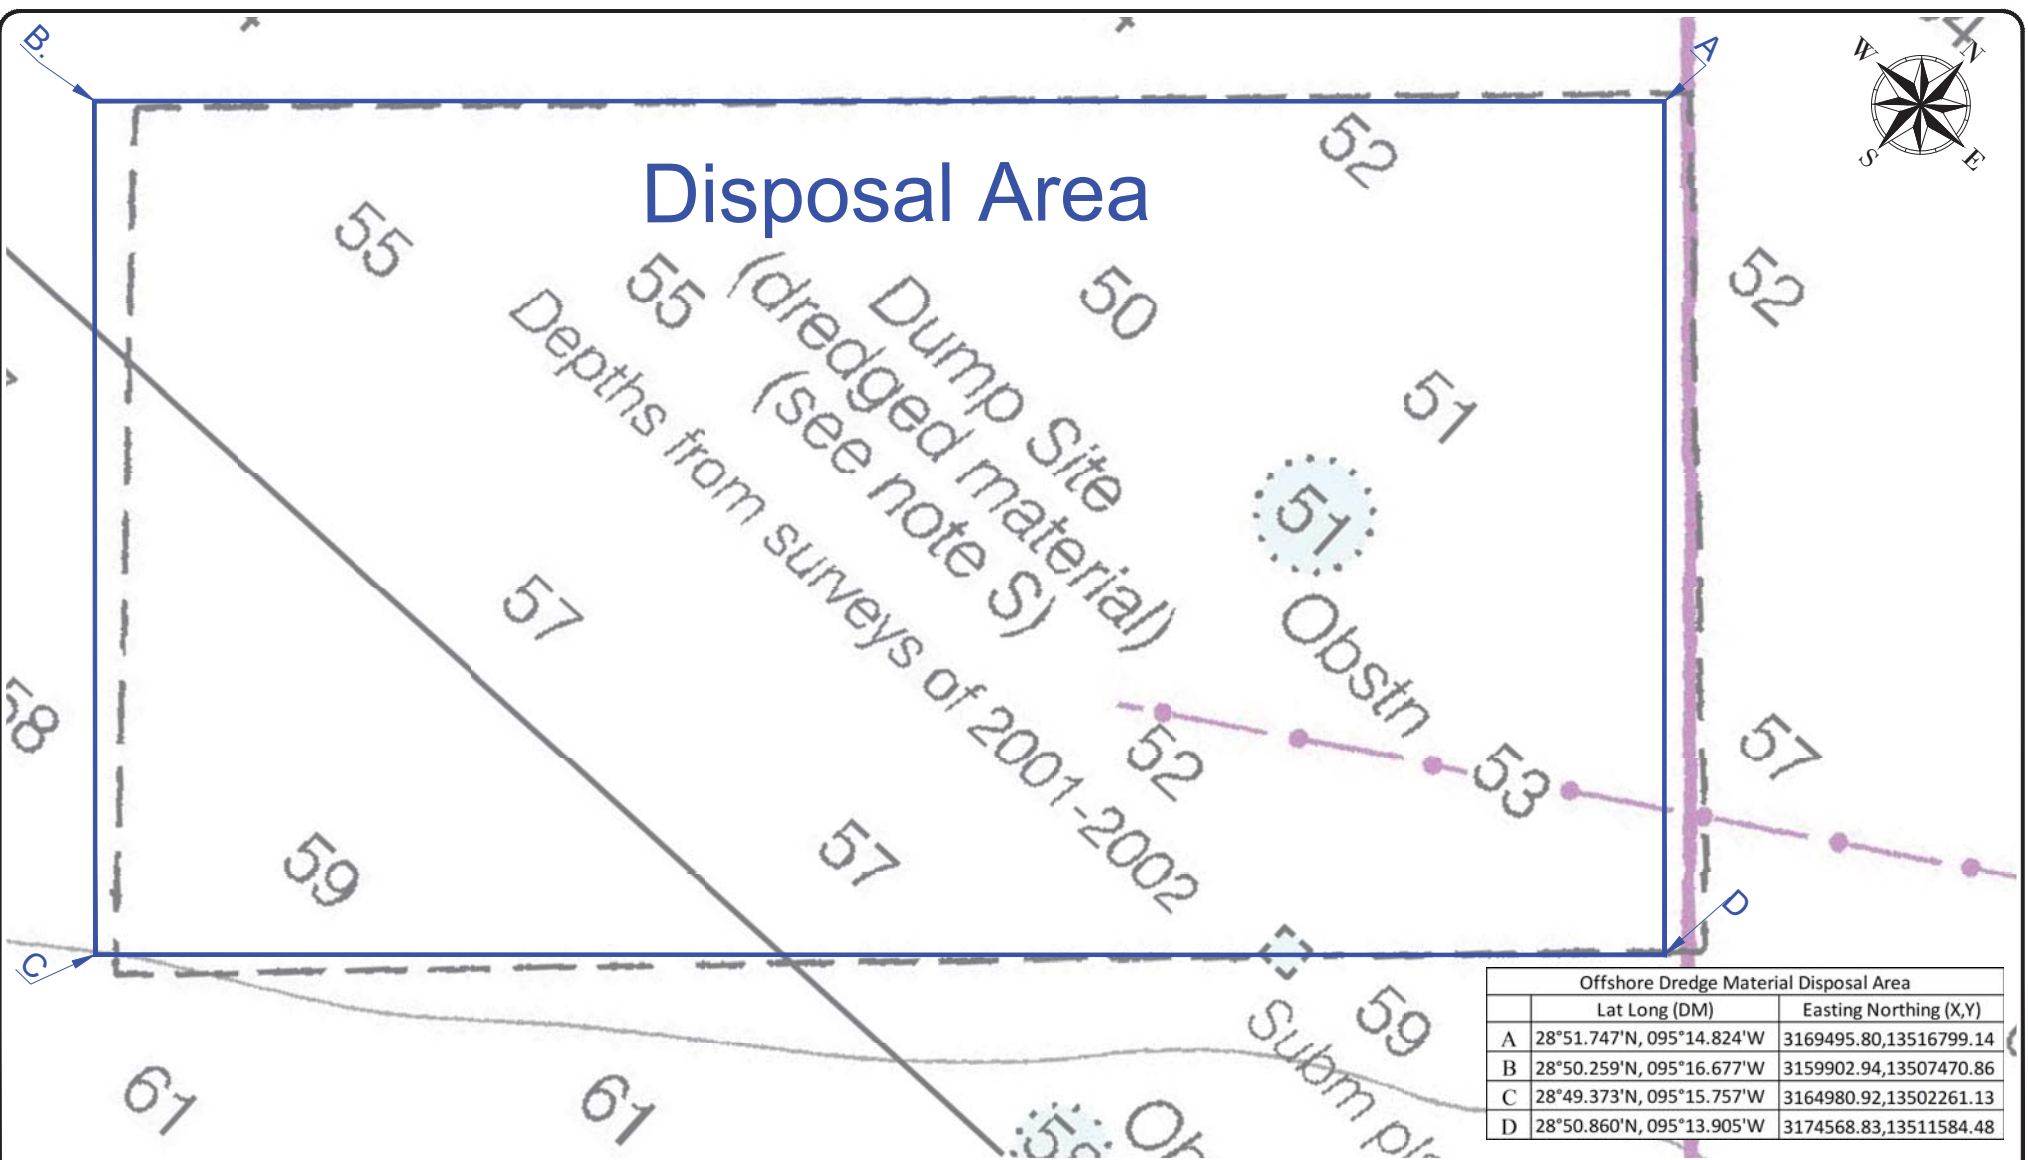 B.
A
W
N
S
E
52
Disposal Area
55
55
50
52
Dump Site
(dredged material)
(see note S)
Depths from surveys of 2001-2002
51
51
57
Obstn
58
52
53
57
59
57
D
C
59
Subm
61
61
Offshore Dredge Material Disposal Area
Lat Long (DM) Easting Northing (X,Y)
A 28°51.747'N, 095°14.824'W 3169495.80,13516799.14
B 28°50.259'N, 095°16.677'W 3159902.94,13507470.86
C 28°49.373'N, 095°15.757'W 3164980.92,13502261.13
D 28°50.860'N, 095°13.905'W 3174568.83,13511584.48